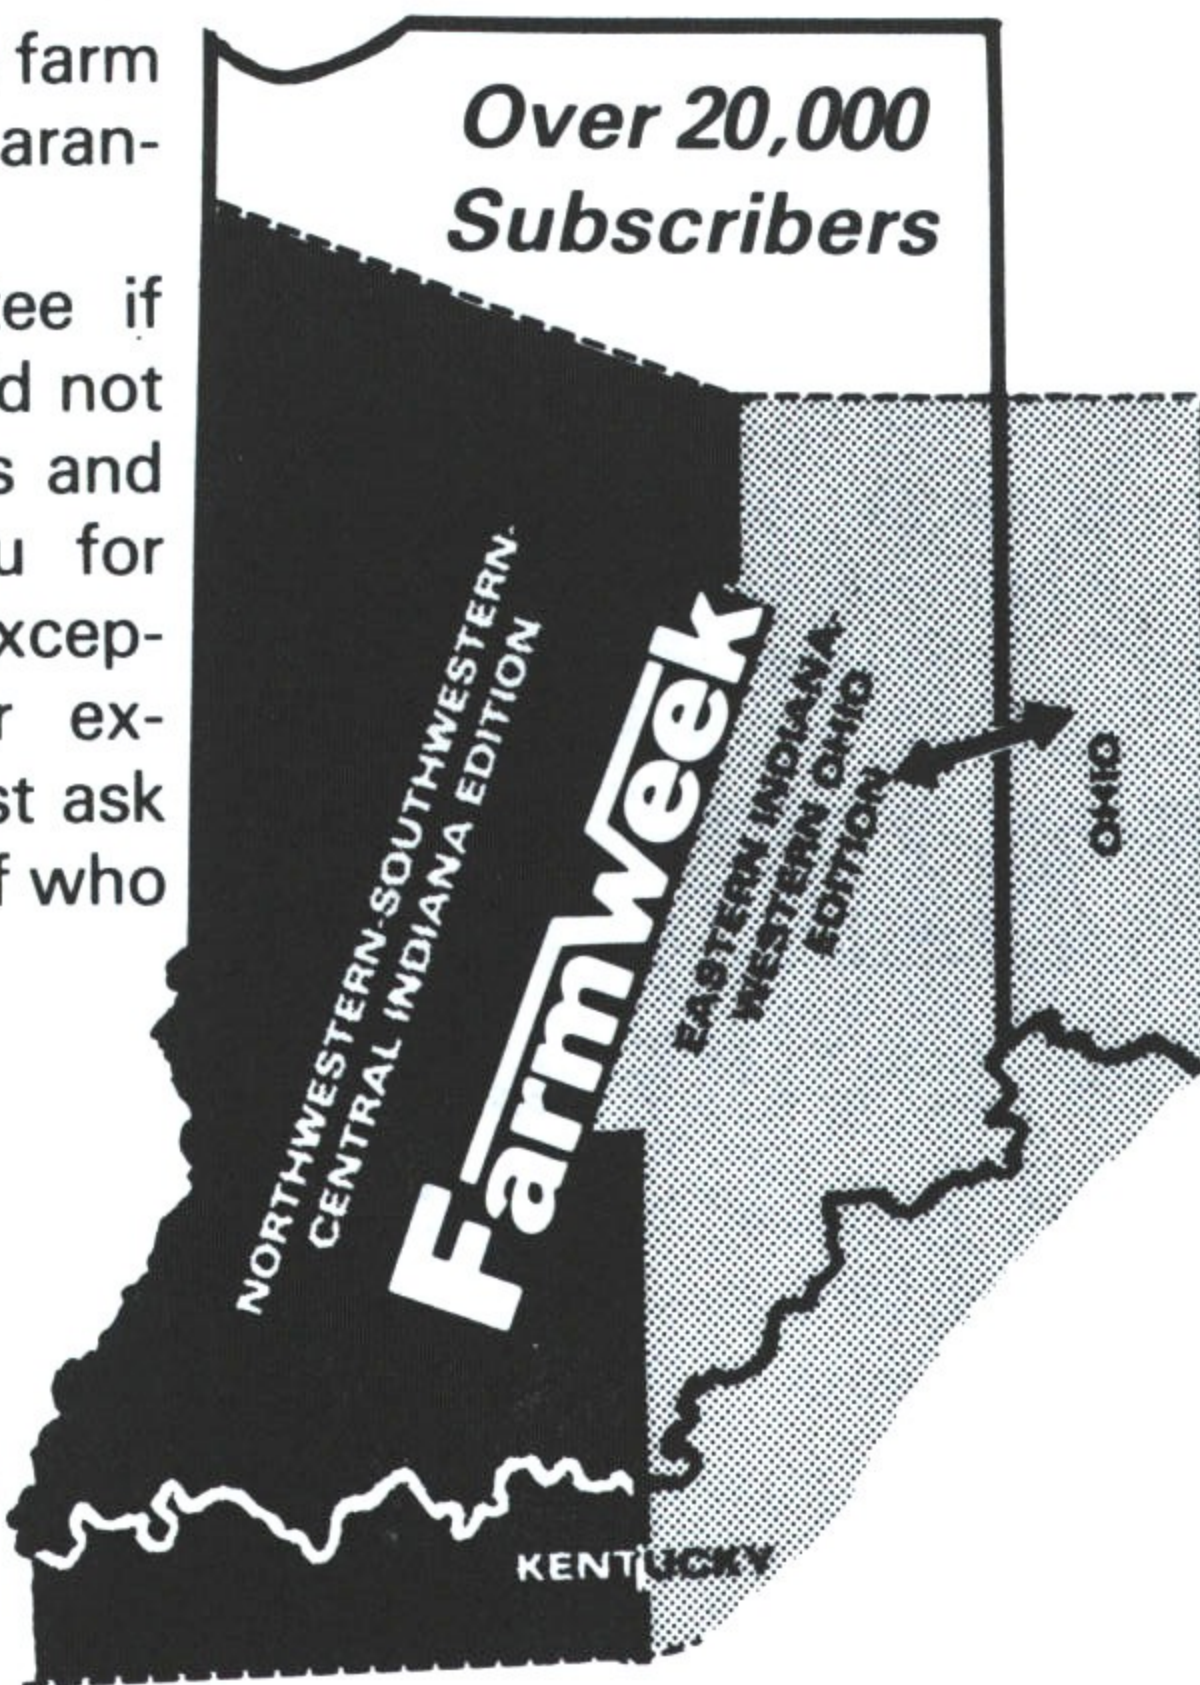 farm
aran-
ee if
d not
s and
u for
xcep-
r ex-
st ask
f who
Over 20,000
Subscribers
NORTHWESTERN-SOUTHWESTERN-
CENTRAL INDIANA EDITION
Farmweek
EASTERN INDIANA-
WESTERN OHIO
EDITION
OHIO
KENTUCKY